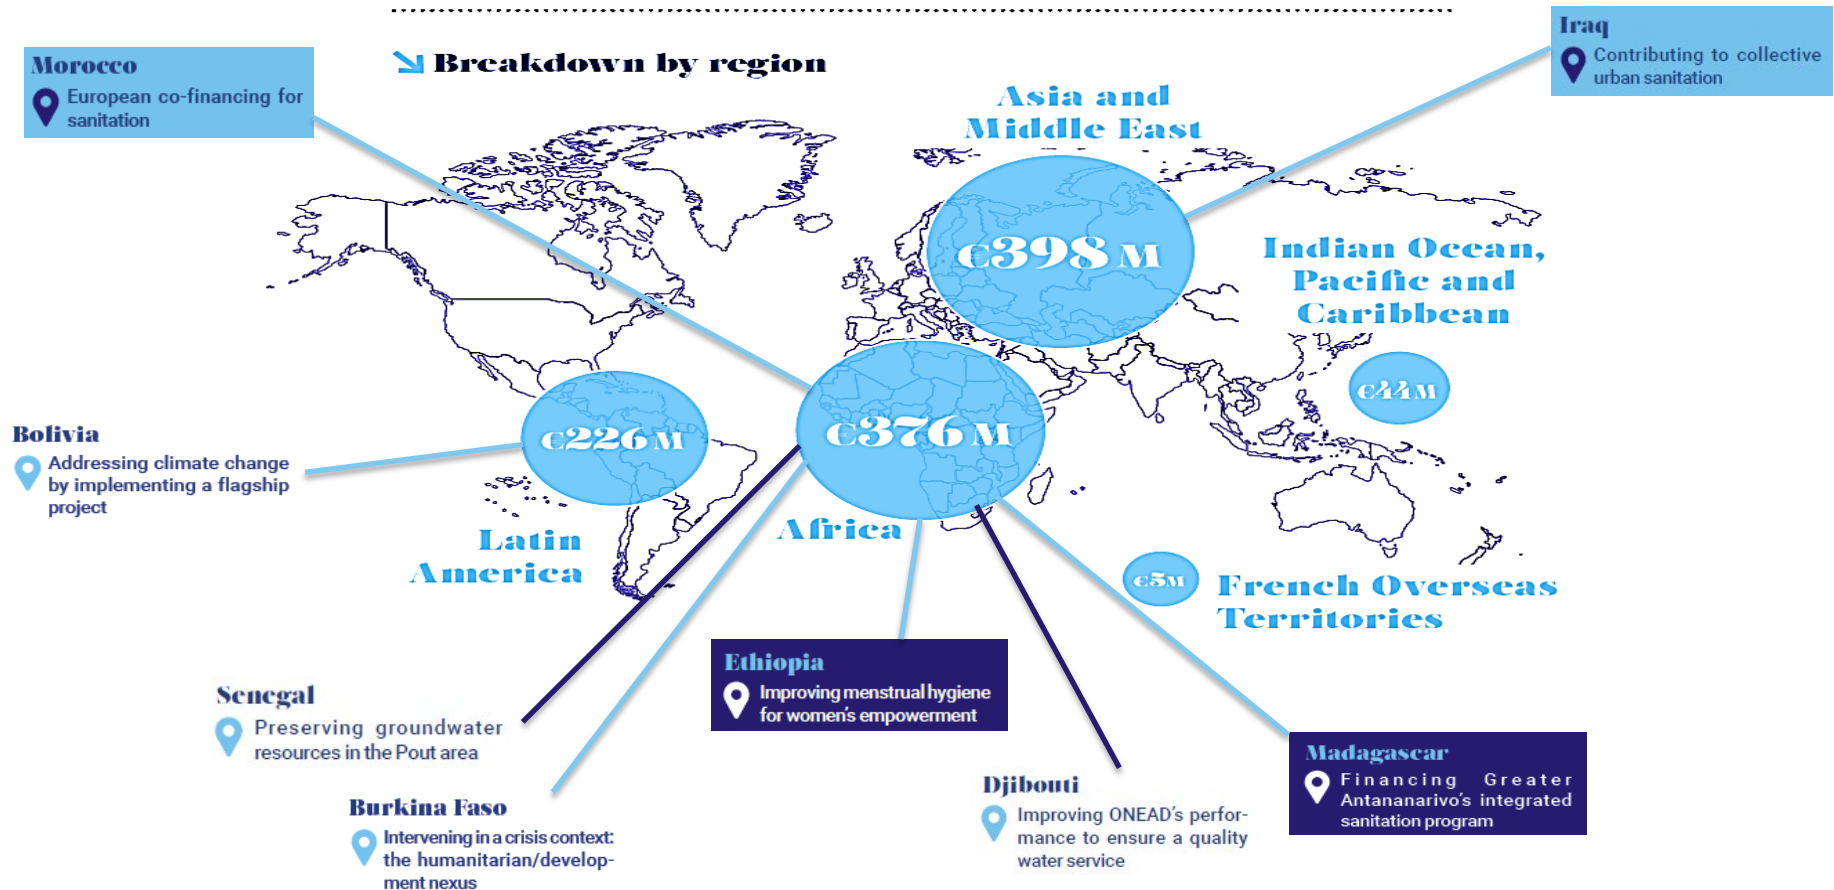 Breakdown by region
Morocco
European co-financing for
sanitation
Iraq
Contributing to collective
urban sanitation
Asia and
Middle East
€398 M
Indian Ocean,
Pacific and
Caribbean
€44M
€226 M
€376 M
Bolivia
Addressing climate change
by implementing a flagship
project
Latin
America
Africa
€5M
French Overseas
Territories
Senegal
Preserving groundwater
resources in the Pout area
Ethiopia
Improving menstrual hygiene
for women's empowerment
Burkina Faso
Intervening in a crisis context:
the humanitarian/develop-
ment nexus
Djibouti
Improving ONEAD's perfor-
mance to ensure a quality
water service
Madagascar
Financing Greater
Antananarivo's integrated
sanitation program